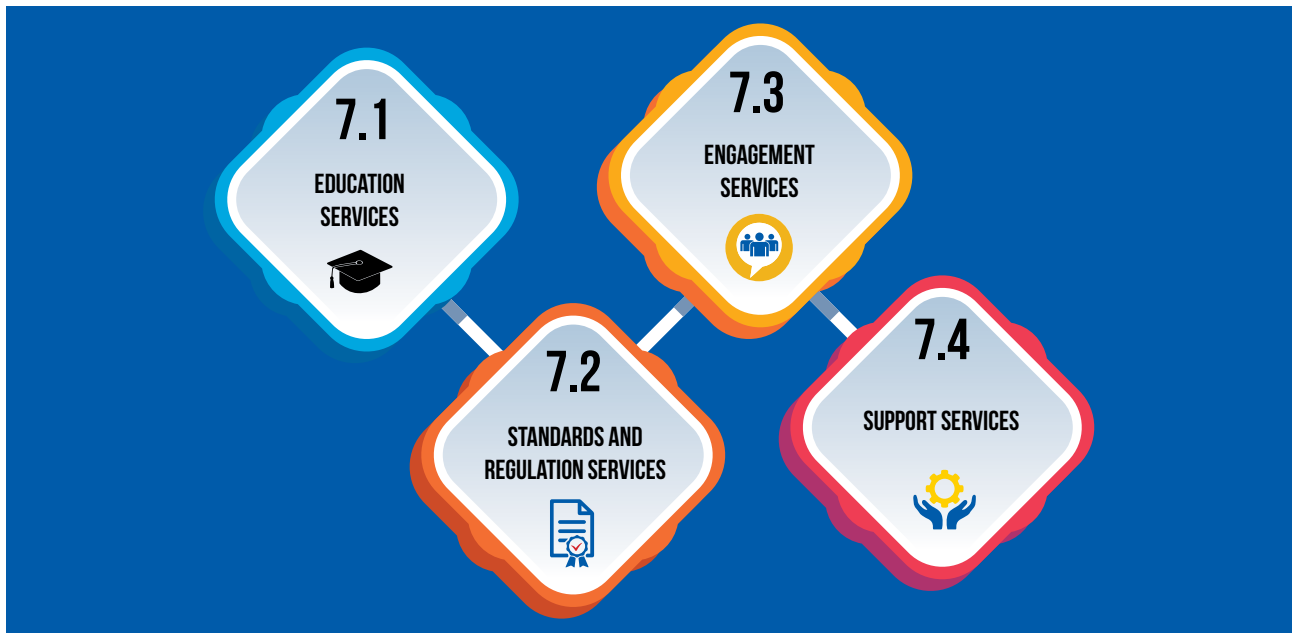 7.1
EDUCATION
SERVICES
7.2
STANDARDS AND
REGULATION SERVICES
7.3
ENGAGEMENT
SERVICES
7.4
SUPPORT SERVICES